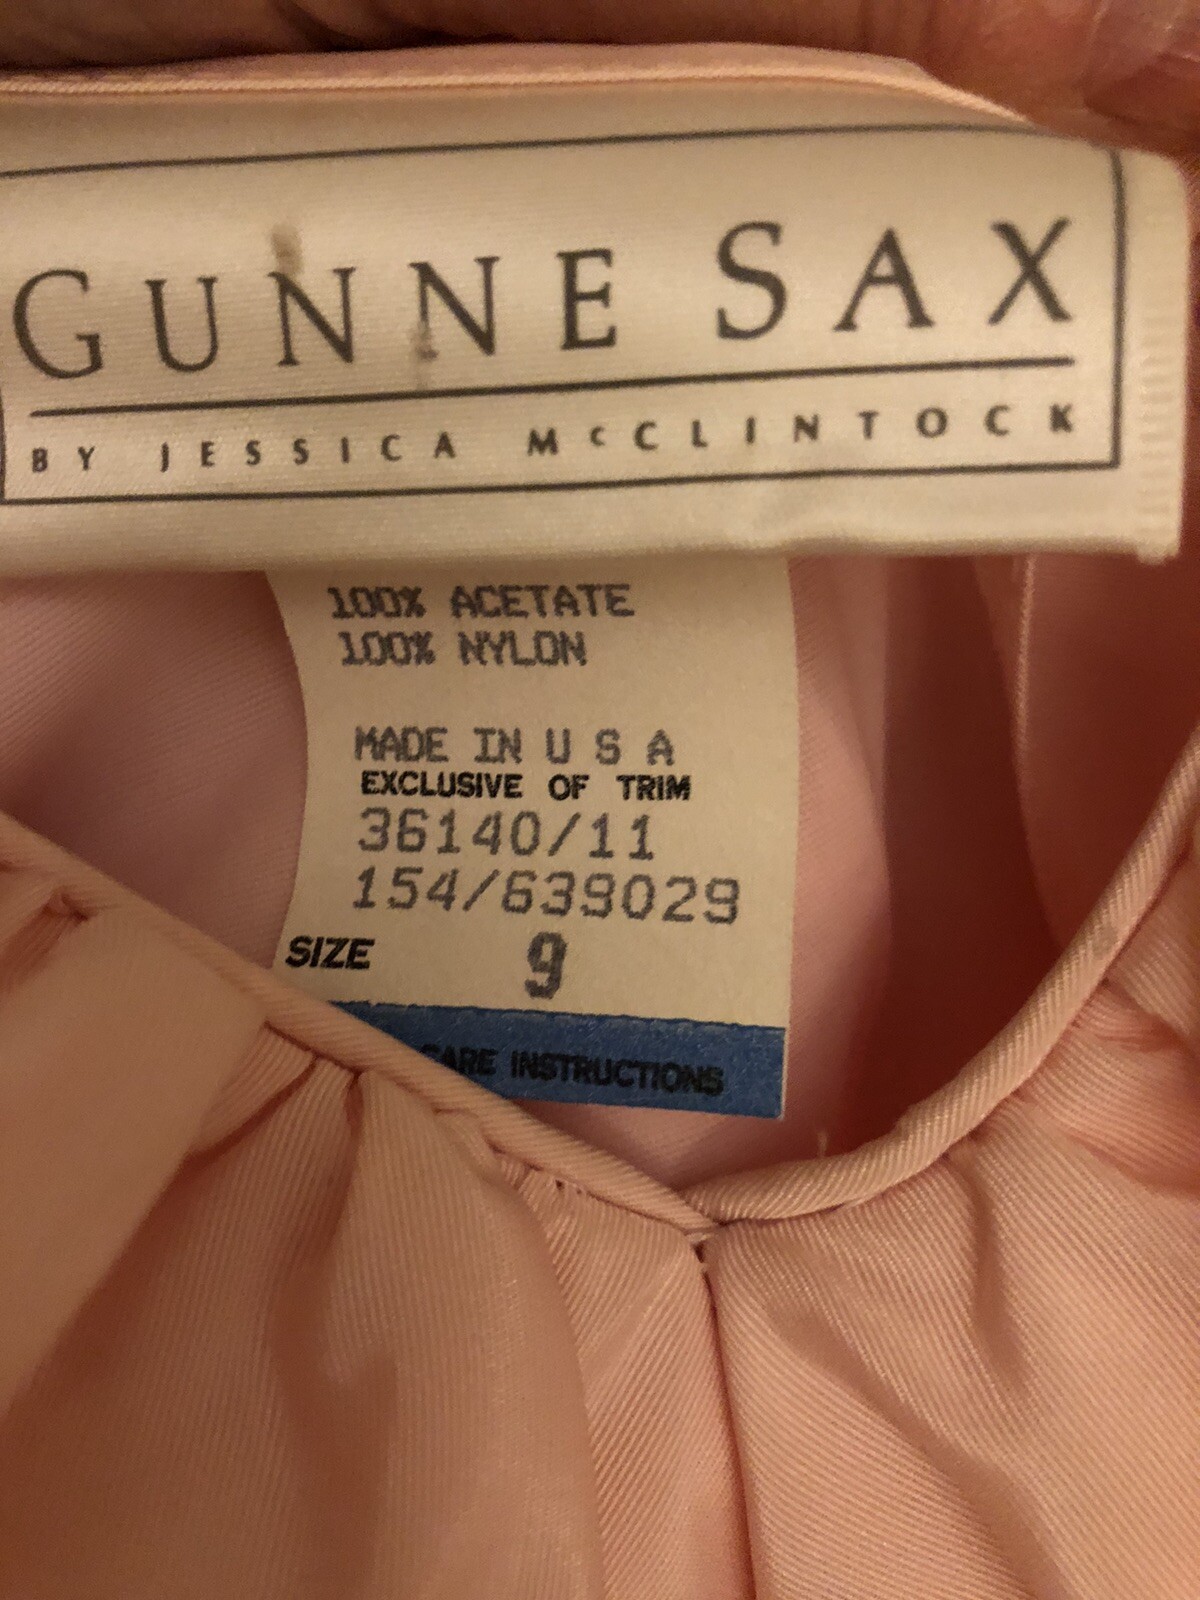 GUNNE SAX
BY JESSICA McCLINTOCK
100% ACETATE
100% NYLON
MADE IN U S A
EXCLUSIVE OF TRIM
36140/11
154/639029
SIZE 9
CARE INSTRUCTIONS